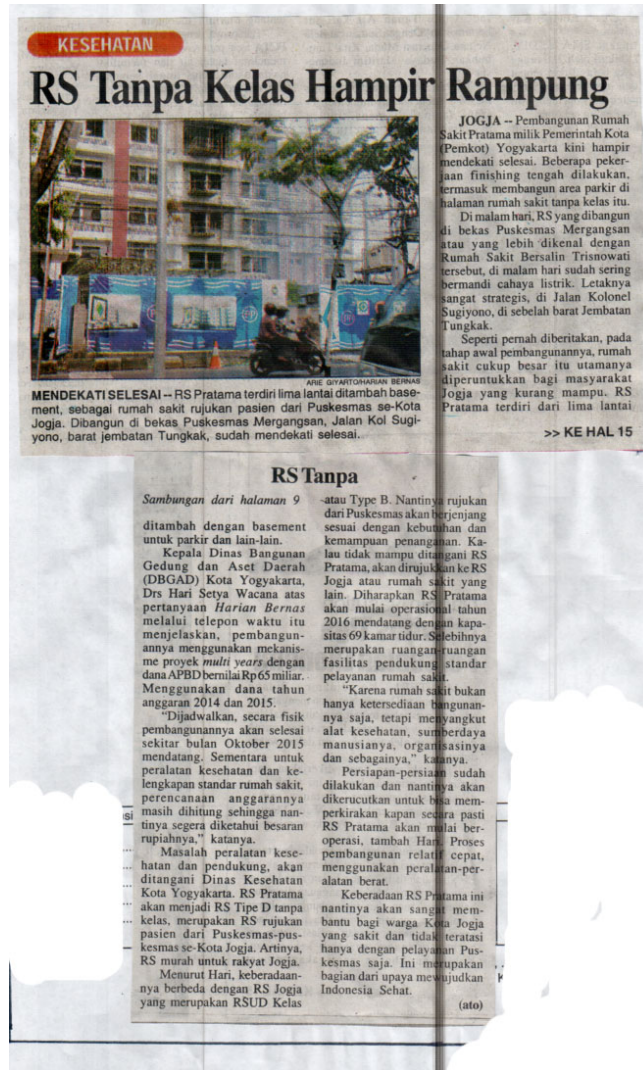 KESEHATAN
RS Tanpa Kelas Hampir Rampung
ARIE GIYARTO/HARIAN BERNAS
MENDEKATI SELESAI -- RS Pratama terdiri lima lantai ditambah base-
ment, sebagai rumah sakit rujukan pasien dari Puskesmas se-Kota
Jogja. Dibangun di bekas Puskesmas Mergangsan, Jalan Kol Sugi-
yono, barat jembatan Tungkak, sudah mendekati selesai.
JOGJA -- Pembangunan Rumah
Sakit Pratama milik Pemerintah Kota
(Pemkot) Yogyakarta kini hampir
mendekati selesai. Beberapa peker-
jaan finishing tengah dilakukan,
termasuk membangun area parkir di
halaman rumah sakit tanpa kelas itu.
Di malam hari, RS yang dibangun
di bekas Puskesmas Mergangsan
atau yang lebih dikenal dengan
Rumah Sakit Bersalin Trisnowati
tersebut, di malam hari sudah sering
bermandi cahaya listrik. Letaknya
sangat strategis, di Jalan Kolonel
Sugiyono, di sebelah barat Jembatan
Tungkak.
Seperti pernah diberitakan, pada
tahap awal pembangunannya, rumah
sakit cukup besar itu utamanya
diperuntukkan bagi masyarakat
Jogja yang kurang mampu. RS
Pratama terdiri dari lima lantai
>> KE HAL 15
RS Tanpa
Sambungan dari halaman 9
ditambah dengan basement
untuk parkir dan lain-lain.
Kepala Dinas Bangunan
Gedung dan Aset Daerah
(DBGAD) Kota Yogyakarta,
Drs Hari Setya Wacana atas
pertanyaan Harian Bernas
melalui telepon waktu itu
menjelaskan, pembangun-
annya menggunakan mekanis-
me proyek multi years dengan
dana APBD bernilai Rp 65 miliar.
Menggunakan dana tahun
anggaran 2014 dan 2015.
"Dijadwalkan, secara fisik
pembangunannya akan selesai
sekitar bulan Oktober 2015
mendatang. Sementara untuk
peralatan kesehatan dan ke-
lengkapan standar rumah sakit,
perencanaan anggarannya
masih dihitung sehingga nan-
tinya segera diketahui besaran
rupiahnya," katanya.
Masalah peralatan kese-
hatan dan pendukung, akan
ditangani Dinas Kesehatan
Kota Yogyakarta. RS Pratama
akan menjadi RS Tipe D tanpa
kelas, merupakan RS rujukan
pasien dari Puskesmas-pus-
kesmas se-Kota Jogja. Artinya,
RS murah untuk rakyat Jogja.
Menurut Hari, keberadaan-
nya berbeda dengan RS Jogja
yang merupakan RSUD Kelas
atau Type B. Nantinya rujukan
dari Puskesmas akan berjenjang
sesuai dengan kebutuhan dan
kemampuan penanganan. Ka-
lau tidak mampu ditangani RS
Pratama, akan dirujukkan ke RS
Jogja atau rumah sakit yang
lain. Diharapkan RS Pratama
akan mulai operasional tahun
2016 mendatang dengan kapa-
sitas 69 kamar tidur. Selebihnya
merupakan ruangan-ruangan
fasilitas pendukung standar
pelayanan rumah sakit.
"Karena rumah sakit bukan
hanya ketersediaan bangunan-
nya saja, tetapi menyangkut
alat kesehatan, sumberdaya
manusianya, organisasinya
dan sebagainya," katanya.
Persiapan-persiaan sudah
dilakukan dan nantinya akan
dikerucutkan untuk bisa mem-
perkirakan kapan secara pasti
RS Pratama akan mulai ber-
operasi, tambah Hari. Proses
pembangunan relatif cepat,
menggunakan peralatan-per-
alatan berat.
Keberadaan RS Pratama ini
nantinya akan sangat mem-
bantu bagi warga Kota Jogja
yang sakit dan tidak teratasi
hanya dengan pelayanan Pus-
kesmas saja. Ini merupakan
bagian dari upaya mewujudkan
Indonesia Sehat.
(ato)